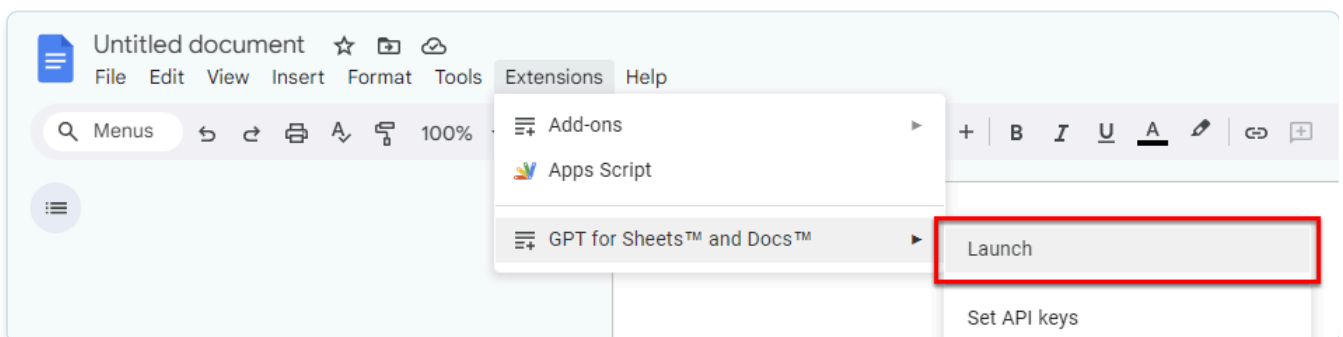 Untitled document
File Edit View Insert Format Tools Extensions Help
Menus 100% + B I U A
Add-ons
Apps Script
GPT for Sheets™ and Docs™
Launch
Set API keys